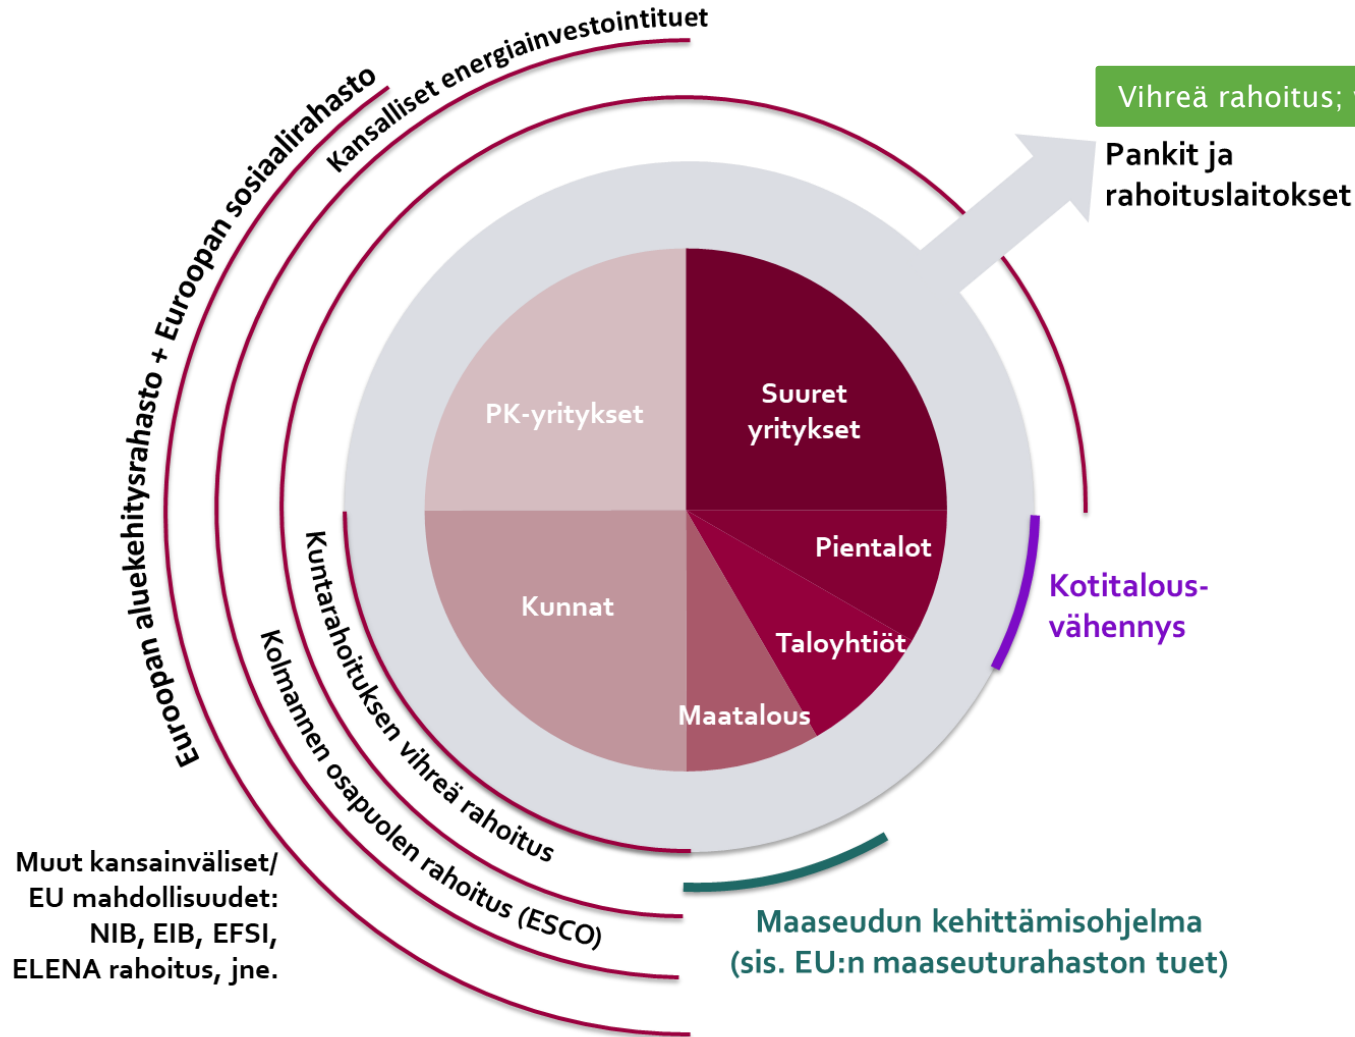 Kansalliset energiainvestointituet
Europan aluekehitysrahasto + Euroopan sosiaalirahasto
Vihreä rahoitus;
Pankit ja
rahoituslaitokset
PK-yritykset
Suuret
yritykset
Pientalot
Kunnat
Taloyhtiöt
Maatalous
Kotitalous-
vähennys
Kuntarahoituksen vihreä rahoitus
Kolmannen osapuolen rahoitus (ESCO)
Muut kansainväliset/
EU mahdollisuudet:
NIB, EIB, EFSI,
ELENA rahoitus, jne.
Maaseudun kehittämisohjelma
(sis. EU:n maaseuturahaston tuet)